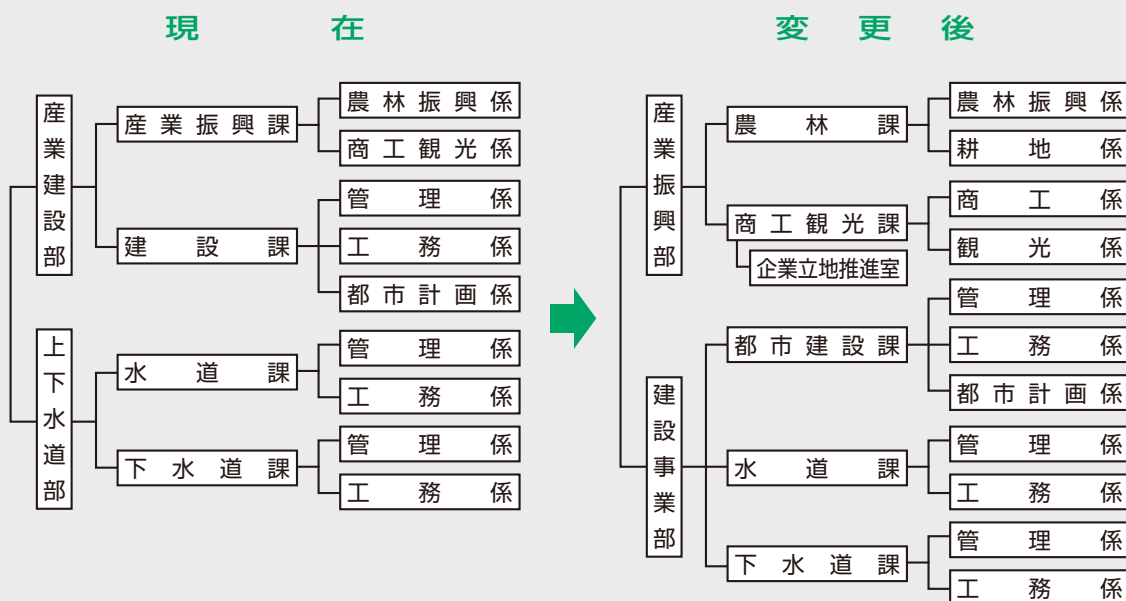 現在
産業建設部
産業振興課
農林振興係
商工観光係
建設課
管理係
工務係
都市計画係
上下水道部
水道課
管理係
工務係
下水道課
管理係
工務係
変更後
産業振興部
農林課
農林振興係
耕地係
商工観光課
商工係
観光係
企業立地推進室
建設事業部
都市建設課
管理係
工務係
都市計画係
水道課
管理係
工務係
下水道課
管理係
工務係